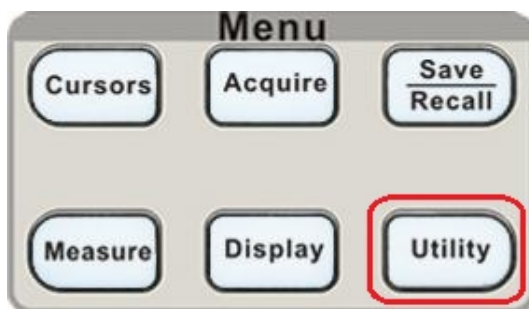 Menu
Cursors
Acquire
Save
Recall
Measure
Display
Utility